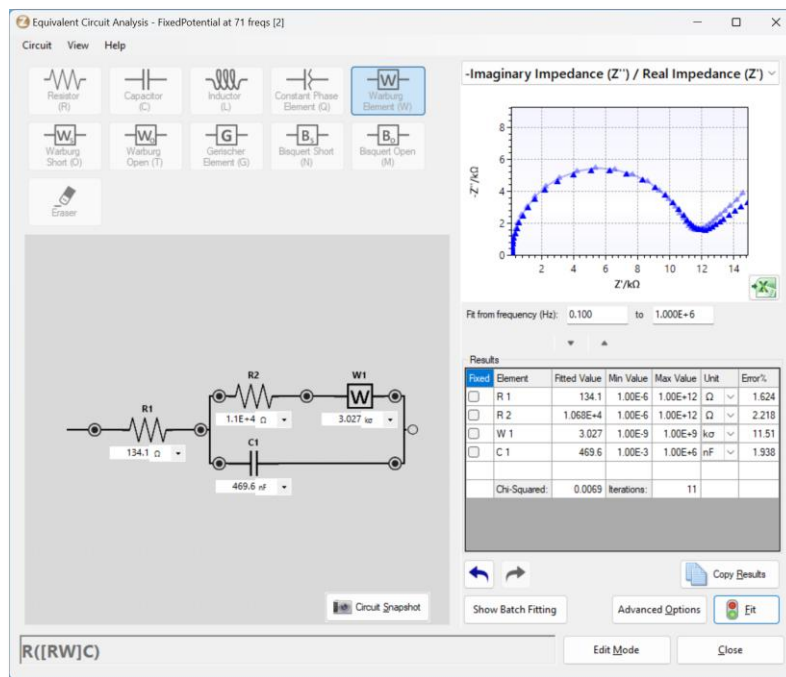 Equivalent Circuit Analysis - FixedPotential at 71 freqs [2]
Circuit View Help
Resistor (R)
Capacitor (C)
Inductor (L)
Constant Phase Element (Q)
W
Warburg Element (W)
Ws
Warburg Short (O)
Wo
Warburg Open (T)
G
Gerischer Element (G)
Bs
Bisquert Short (N)
Bo
Bisquert Open (M)
Eraser
R1
134.1 Ω
R2
1.1E+4 Ω
W1
W
3.027 kσ
C1
469.6 nF
Circuit Snapshot
-Imaginary Impedance (Z'') / Real Impedance (Z')
-Z''/kΩ
8
6
4
2
0
2 4 6 8 10 12 14
Z'/kΩ
Fit from frequency (Hz): 0.100 to 1.000E+6
Results
Fixed Element Fitted Value Min Value Max Value Unit Error%
R 1 134.1 1.00E-6 1.00E+12 Ω 1.624
R 2 1.068E+4 1.00E-6 1.00E+12 Ω 2.218
W 1 3.027 1.00E-9 1.00E+9 kσ 11.51
C 1 469.6 1.00E-3 1.00E+6 nF 1.938
Chi-Squared: 0.0069 Iterations: 11
Copy Results
Show Batch Fitting Advanced Options Fit
R([RW]C) Edit Mode Close